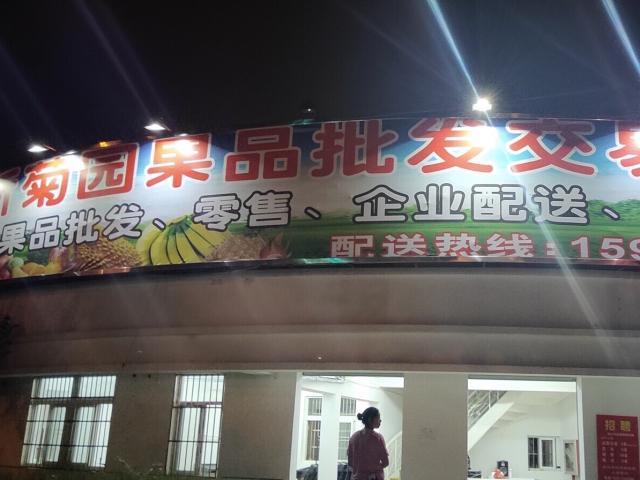 菊园果品批发交易
果品批发、零售、企业配送、
配送热线:159
招聘